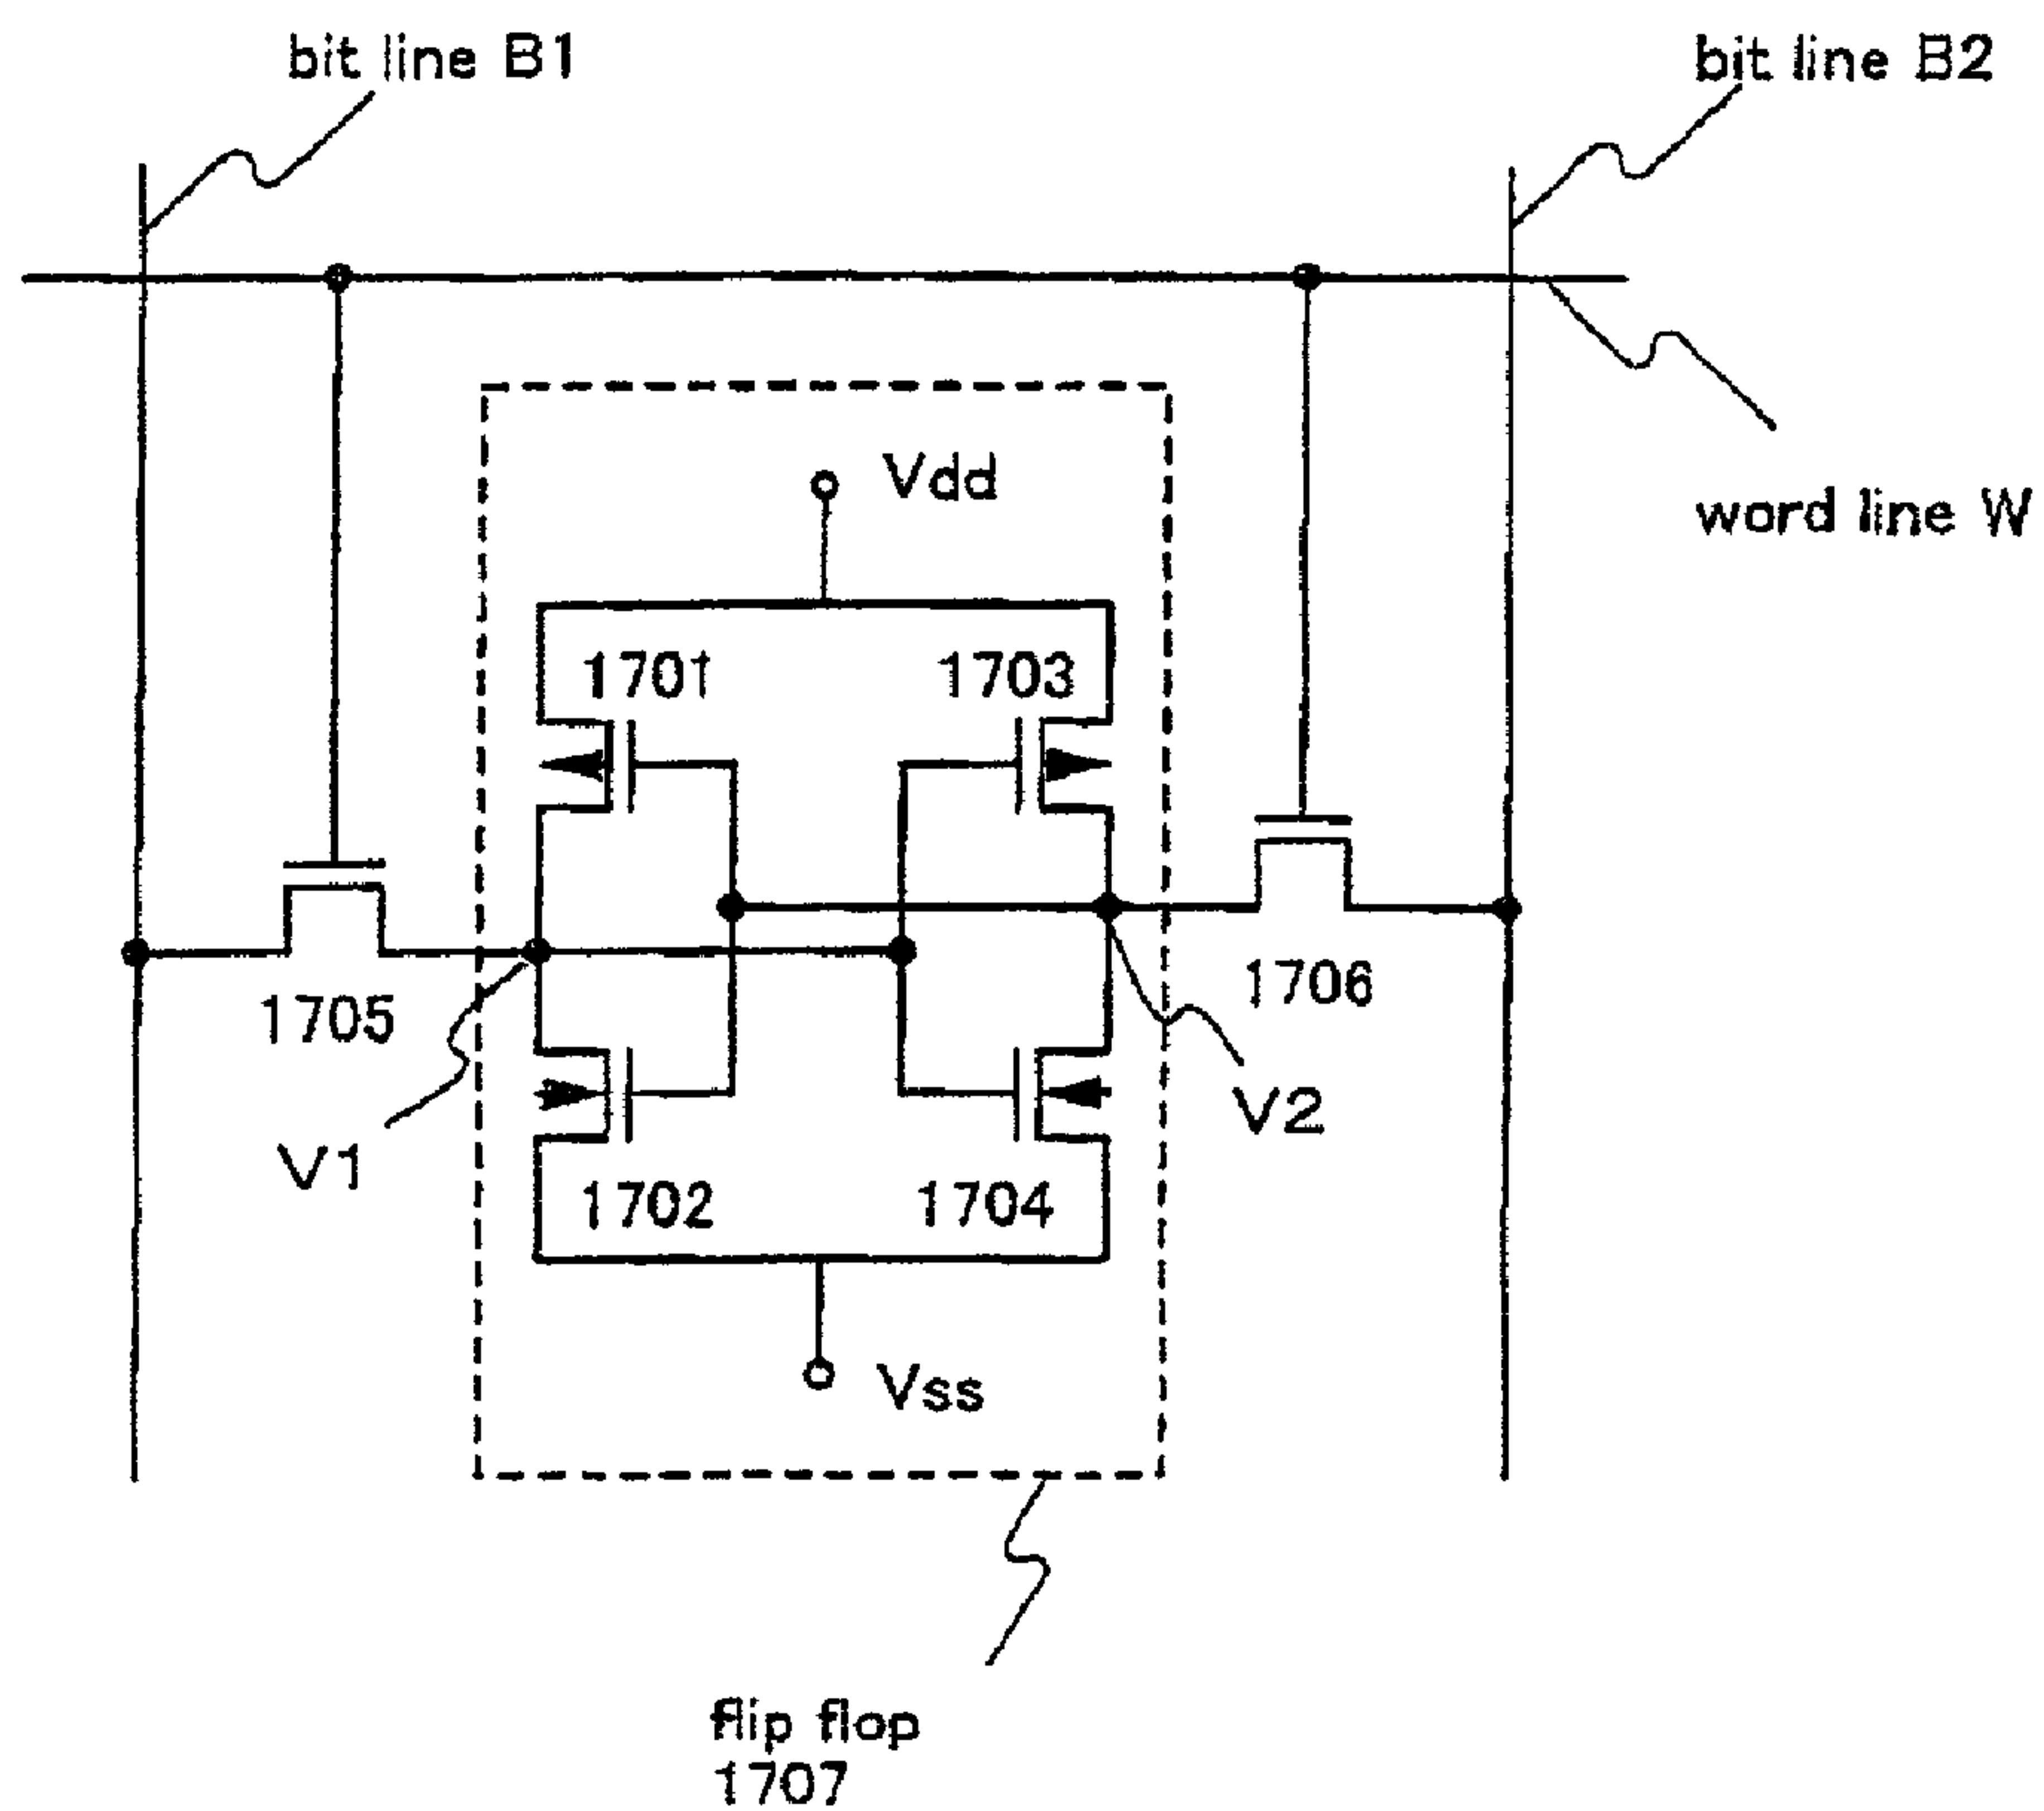 bit line B1
bit line B2
word line W
Vdd
1701
1703
1705
1706
V1
V2
1702
1704
Vss
flip flop
1707